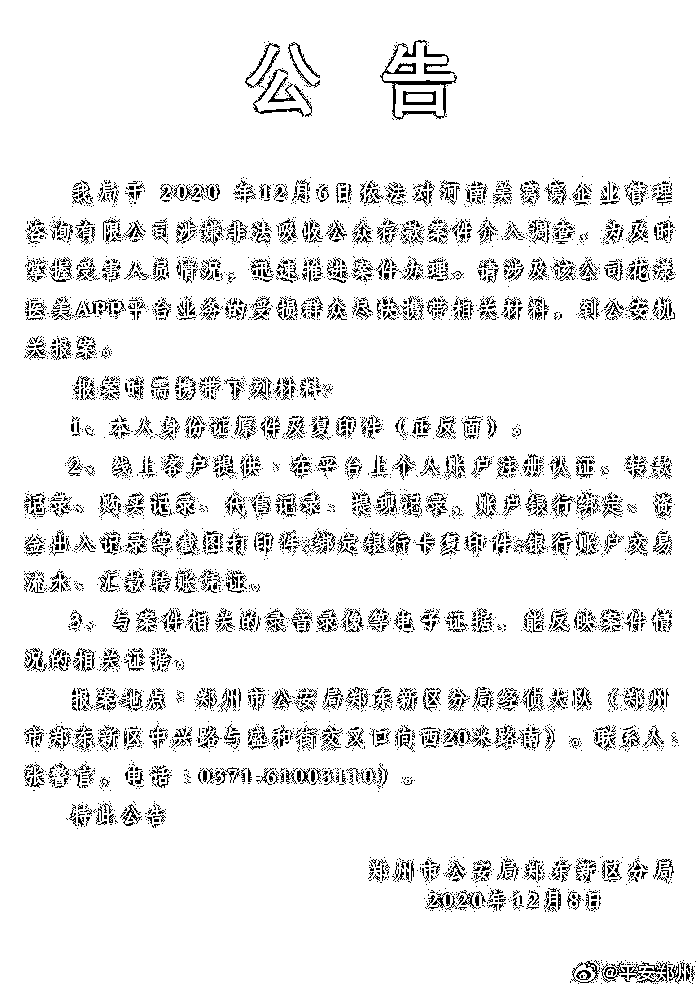 公 告
我局于 2020 年12月6日依法对河南美蓉蓉企业管理
咨询有限公司涉嫌非法吸收公众存款案件介入调查，为及时
掌握受害人员情况，迅速推进案件办理。请涉及该公司花漾
医美APP平台业务的受损群众尽快携带相关材料，到公安机
关报案。
报案时需携带下列材料：
1、本人身份证原件及复印件（正反面）。
2、线上客户提供：在平台上个人账户注册认证、转款
记录、购买记录、代售记录、提现记录，账户银行绑定、资
金出入记录等截图打印件;绑定银行卡复印件;银行账户交易
流水、汇款转账凭证。
3、与案件相关的录音录像等电子证据，能反映案件情
况的相关证据。
报案地点：郑州市公安局郑东新区分局经侦大队（郑州
市郑东新区中兴路与盛和街交叉口向西20米路南）。联系人：
张警官，电话：0371-61003110）。
特此公告
郑州市公安局郑东新区分局
2020年12月8日
@平安郑州